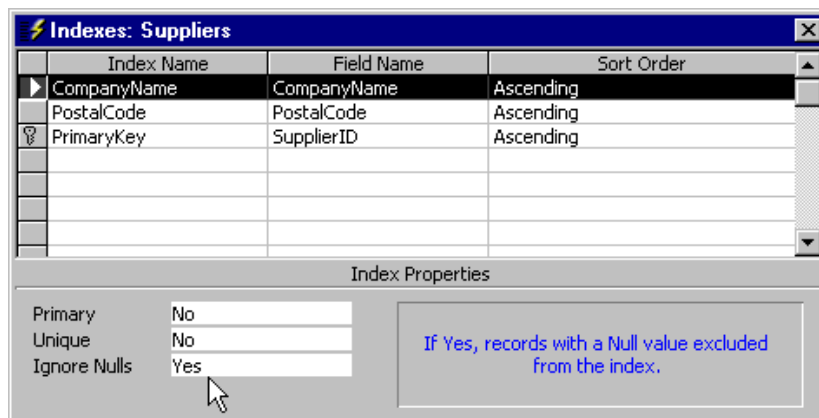 Indexes: Suppliers
Index Name Field Name Sort Order
CompanyName CompanyName Ascending
PostalCode PostalCode Ascending
PrimaryKey SupplierID Ascending
Index Properties
Primary No
Unique No
Ignore Nulls Yes
If Yes, records with a Null value excluded
from the index.